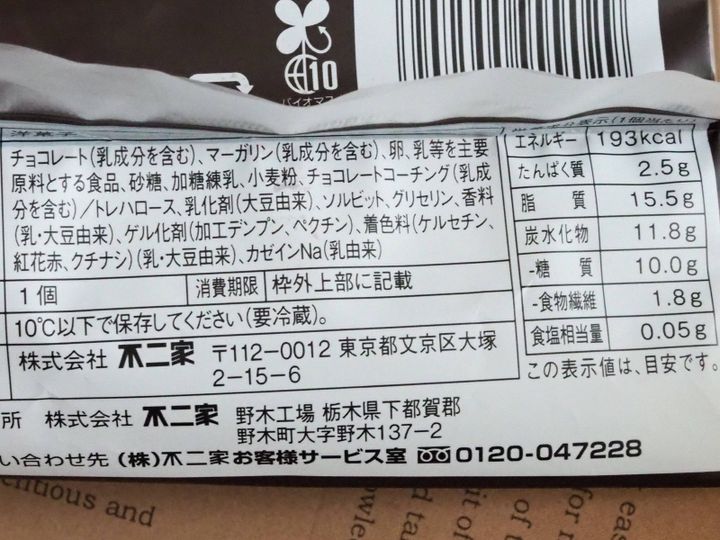 10
バイオマス
洋菓子
チョコレート(乳成分を含む)、マーガリン(乳成分を含む)、卵、乳等を主要
原料とする食品、砂糖、加糖練乳、小麦粉、チョコレートコーチング(乳成
分を含む)/トレハロース、乳化剤(大豆由来)、ソルビット、グリセリン、香料
(乳・大豆由来)、ゲル化剤(加工デンプン、ペクチン)、着色料(ケルセチン、
紅花赤、クチナシ)(乳・大豆由来)、カゼインNa(乳由来)
1個 消費期限 枠外上部に記載
10℃以下で保存してください(要冷蔵)。
株式会社 不二家 〒112-0012 東京都文京区大塚
2-15-6
所 株式会社 不二家 野木工場 栃木県下都賀郡
野木町大字野木137-2
い合わせ先 (株)不二家お客様サービス室 0120-047228
表示(1個当たり)
エネルギー 193kcal
たんぱく質 2.5g
脂質 15.5g
炭水化物 11.8g
-糖質 10.0g
-食物繊維 1.8g
食塩相当量 0.05g
この表示値は、目安です。
entious and